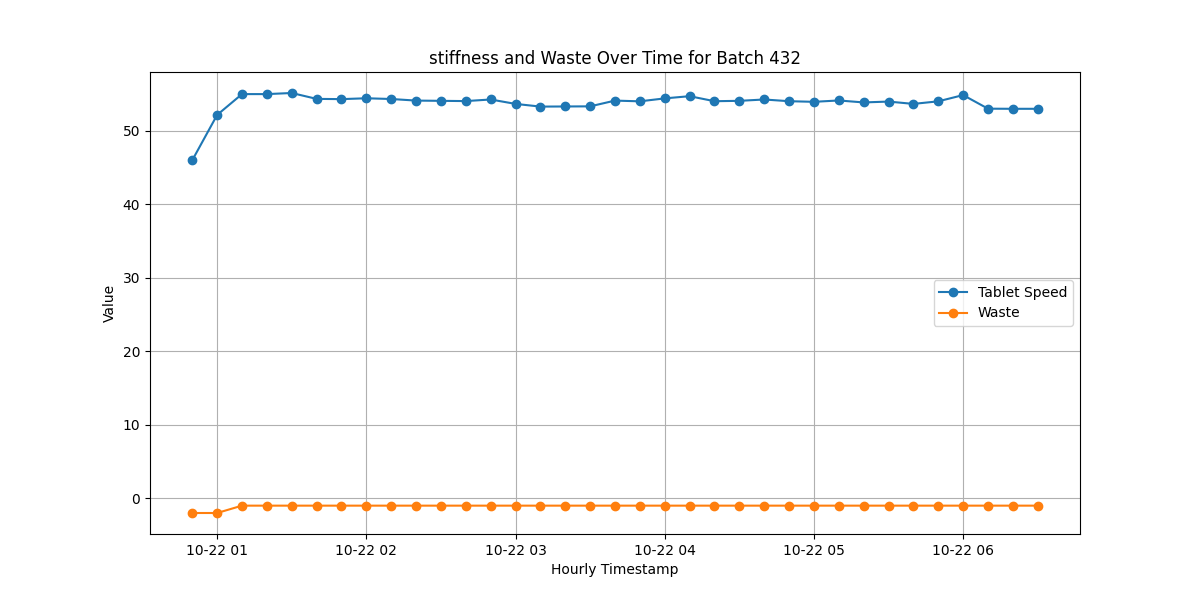 stiffness and Waste Over Time for Batch 432
Value
50
40
30
20
10
0
Tablet Speed
Waste
10-22 01 10-22 02 10-22 03 10-22 04 10-22 05 10-22 06
Hourly Timestamp